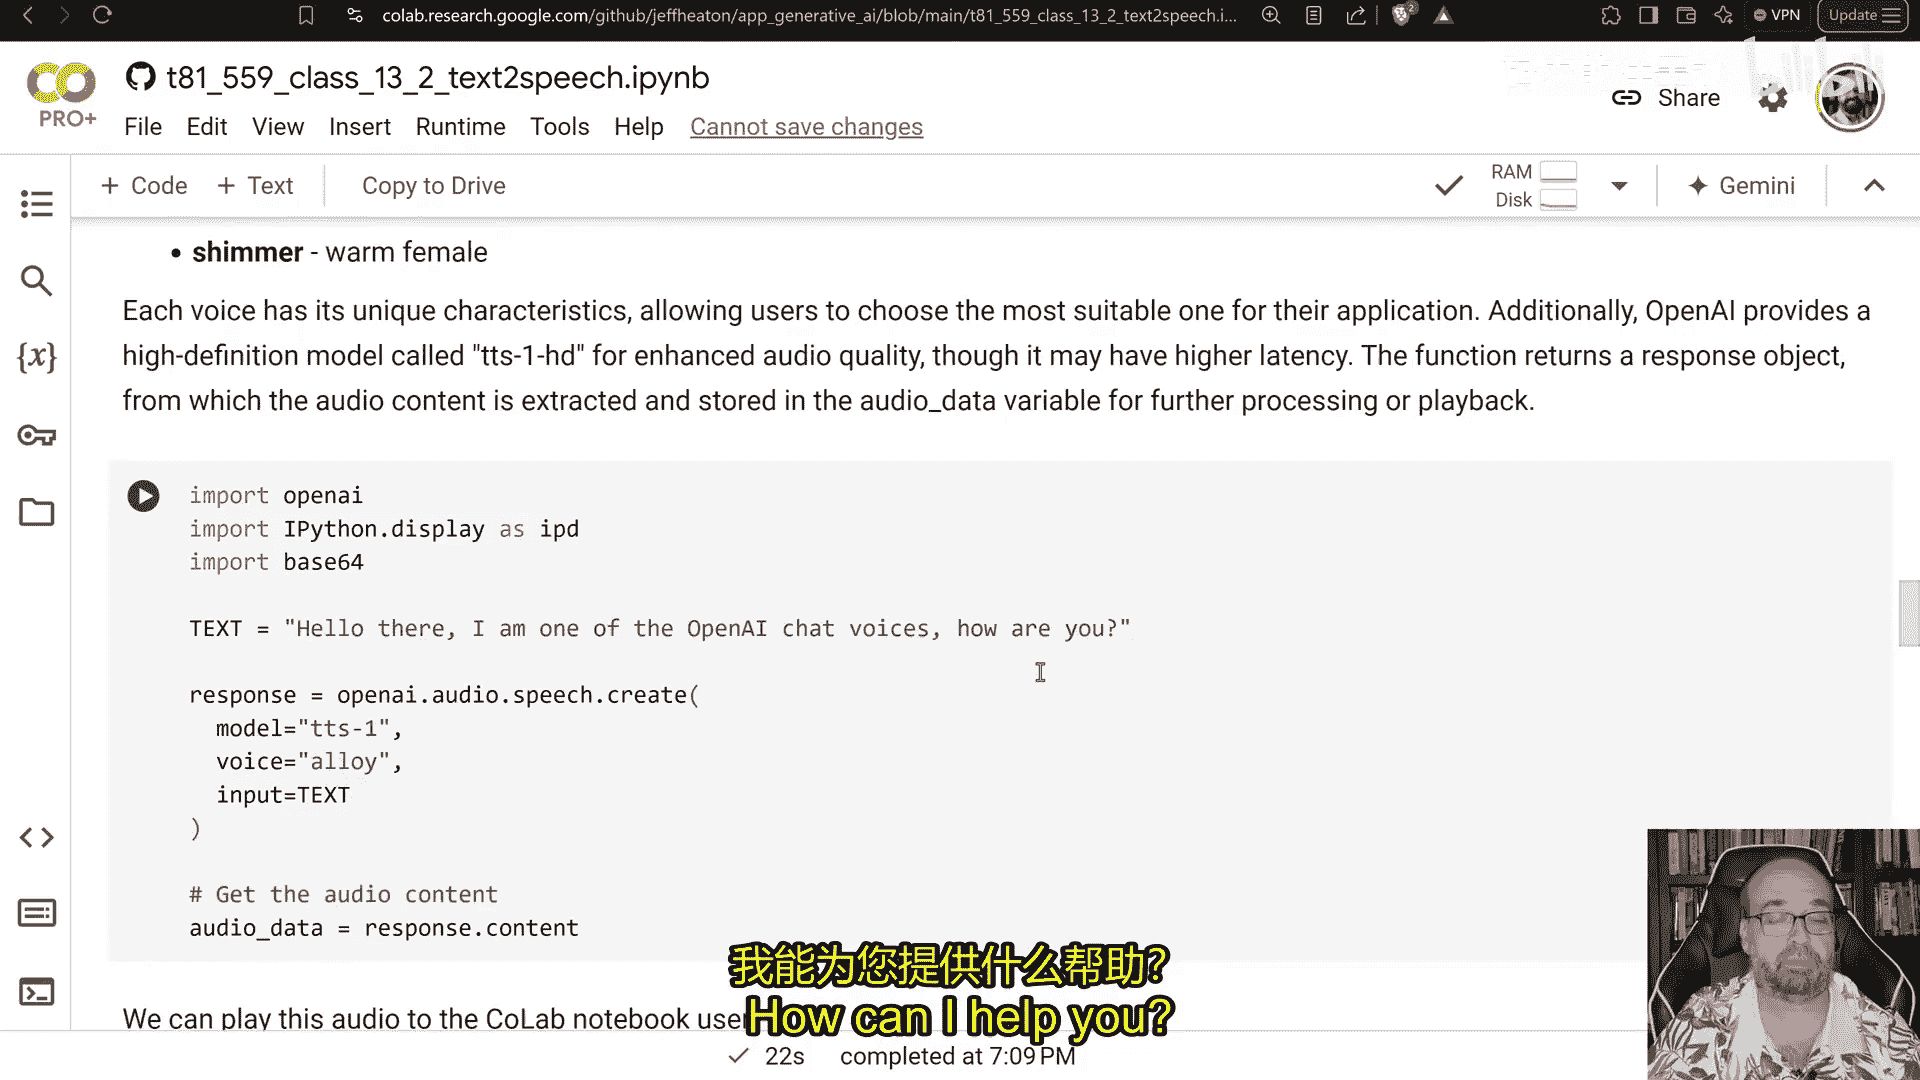 colab.research.google.com/github/jeffheaton/app_generative_ai/blob/main/t81_559_class_13_2_text2speech.i...
2
VPN
Update
PRO+
t81_559_class_13_2_text2speech.ipynb
File Edit View Insert Runtime Tools Help Cannot save changes
Share
+ Code + Text Copy to Drive
RAM
Disk
Gemini
• shimmer - warm female
Each voice has its unique characteristics, allowing users to choose the most suitable one for their application. Additionally, OpenAI provides a
high-definition model called "tts-1-hd" for enhanced audio quality, though it may have higher latency. The function returns a response object,
from which the audio content is extracted and stored in the audio_data variable for further processing or playback.
{x}
import openai
import IPython.display as ipd
import base64
TEXT = "Hello there, I am one of the OpenAI chat voices, how are you?"
response = openai.audio.speech.create(
model="tts-1",
voice="alloy",
input=TEXT
)
# Get the audio content
audio_data = response.content
我能为您提供什么帮助?
We can play this audio to the CoLab notebook user
How can I help you?
22s completed at 7:09 PM